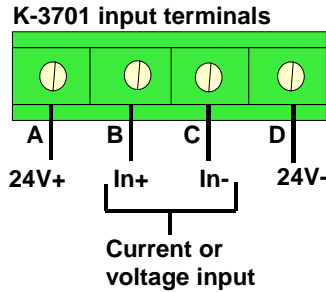 K-3701 input terminals
A B C D
24V+ In+ In- 24V-
Current or
voltage input